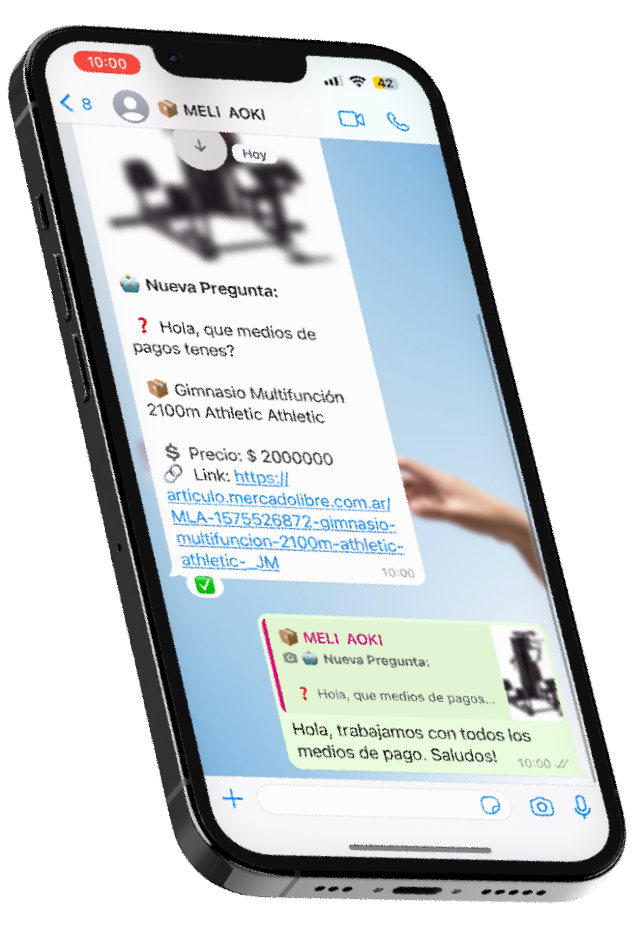 10:00
42
8
MELI AOKI
Hoy
Nueva Pregunta:
Hola, que medios de
pagos tenes?
Gimnasio Multifunción
2100m Athletic Athletic
Precio: $ 2000000
Link: https://
articulo.mercadolibre.com.ar/
MLA-1575526872-gimnasio-
multifuncion-2100m-athletic-
athletic-_JM
10:00
MELI AOKI
Nueva Pregunta:
Hola, que medios de pagos...
Hola, trabajamos con todos los
medios de pago. Saludos!
10:00